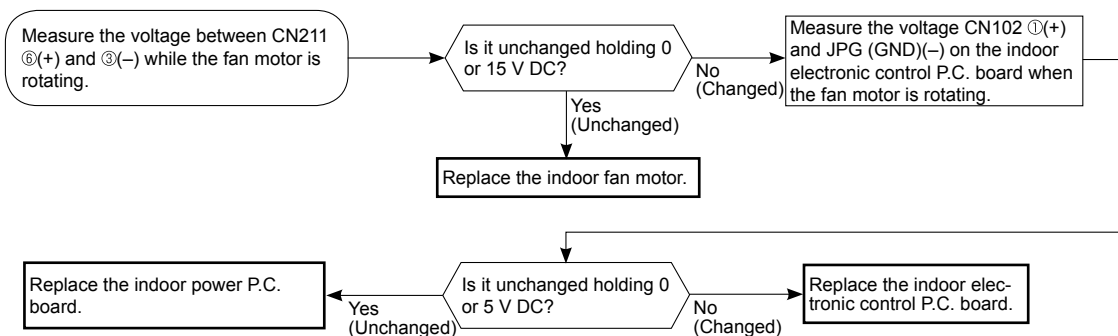 Measure the voltage between CN211
⑥(+) and ③(–) while the fan motor is
rotating.
Is it unchanged holding 0
or 15 V DC?
No
(Changed)
Measure the voltage CN102 ①(+)
and JPG (GND)(–) on the indoor
electronic control P.C. board when
the fan motor is rotating.
Yes
(Unchanged)
Replace the indoor fan motor.
Replace the indoor power P.C.
board.
Yes
(Unchanged)
Is it unchanged holding 0
or 5 V DC?
No
(Changed)
Replace the indoor elec-
tronic control P.C. board.